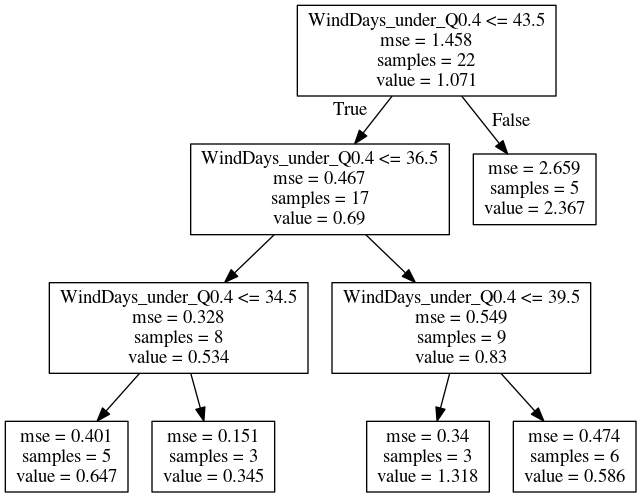 WindDays_under_Q0.4 <= 43.5
mse = 1.458
samples = 22
value = 1.071
True
False
WindDays_under_Q0.4 <= 36.5
mse = 0.467
samples = 17
value = 0.69
mse = 2.659
samples = 5
value = 2.367
WindDays_under_Q0.4 <= 34.5
mse = 0.328
samples = 8
value = 0.534
WindDays_under_Q0.4 <= 39.5
mse = 0.549
samples = 9
value = 0.83
mse = 0.401
samples = 5
value = 0.647
mse = 0.151
samples = 3
value = 0.345
mse = 0.34
samples = 3
value = 1.318
mse = 0.474
samples = 6
value = 0.586